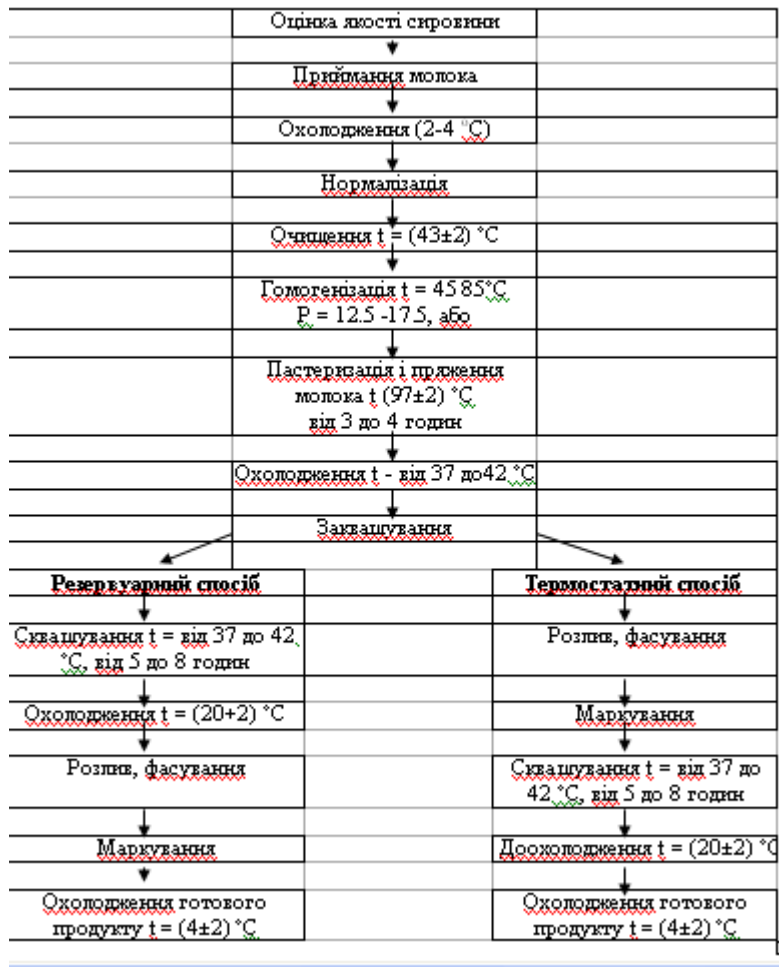 Оцінка якості сировини
Приймання молока
Охолодження (2-4 °С)
Нормалізація
Очищення t = (43±2) °С
Гомогенізація t = 45 85°С
Р = 12.5 -17.5, або
Пастеризація і пряження
молока t (97±2) °С
від 3 до 4 годин
Охолодження t - від 37 до42 °С
Заквашування
Резервуарний спосіб
Сквашування t = від 37 до 42
°С, від 5 до 8 годин
Охолодження t = (20+2) °С
Розлив, фасування
Маркування
Охолодження готового
продукту t = (4±2) °С
Термостатний спосіб
Розлив, фасування
Маркування
Сквашування t = від 37 до
42 °С, від 5 до 8 годин
Доохолодження t = (20±2) °С
Охолодження готового
продукту t = (4±2) °С